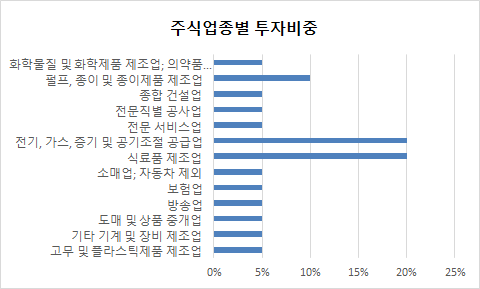 주식업종별 투자비중
화학물질 및 화학제품 제조업; 의약품...
펄프, 종이 및 종이제품 제조업
종합 건설업
전문직별 공사업
전문 서비스업
전기, 가스, 증기 및 공기조절 공급업
식료품 제조업
소매업; 자동차 제외
보험업
방송업
도매 및 상품 중개업
기타 기계 및 장비 제조업
고무 및 플라스틱제품 제조업
0% 5% 10% 15% 20% 25%